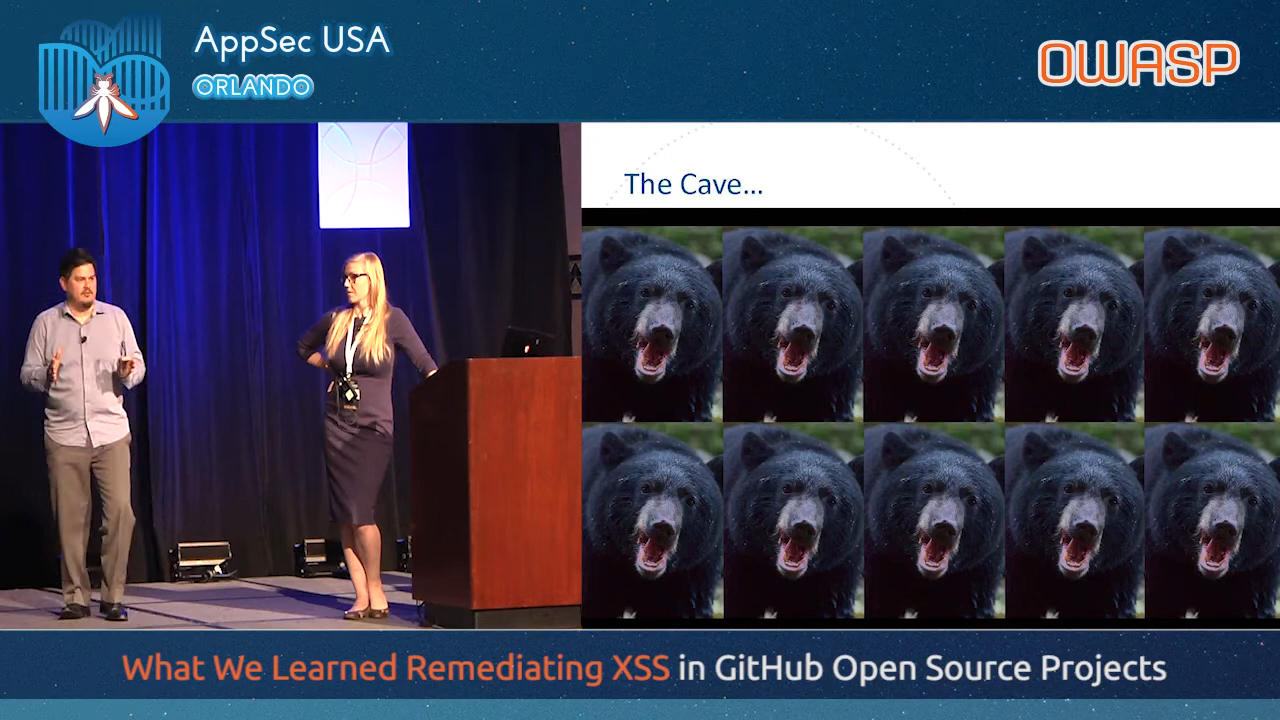 AppSec USA
ORLANDO
OWASP
The Cave...
What We Learned Remediating XSS in GitHub Open Source Projects